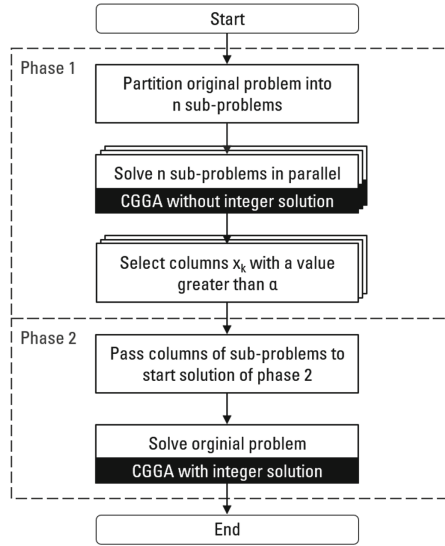 Start
Phase 1
Partition original problem into
n sub-problems
Solve n sub-problems in parallel
CGGA without integer solution
Select columns xₖ with a value
greater than α
Phase 2
Pass columns of sub-problems to
start solution of phase 2
Solve orginial problem
CGGA with integer solution
End